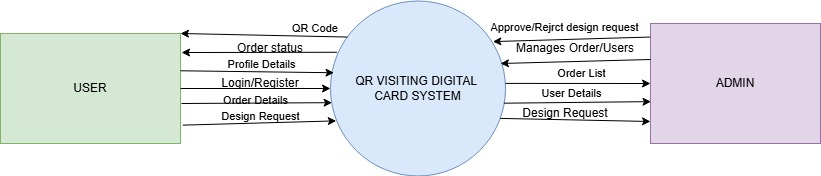 QR Code
Order status
Profile Details
Login/Register
Order Details
Design Request
USER
QR VISITING DIGITAL
CARD SYSTEM
Approve/Rejrct design request
Manages Order/Users
Order List
User Details
Design Request
ADMIN